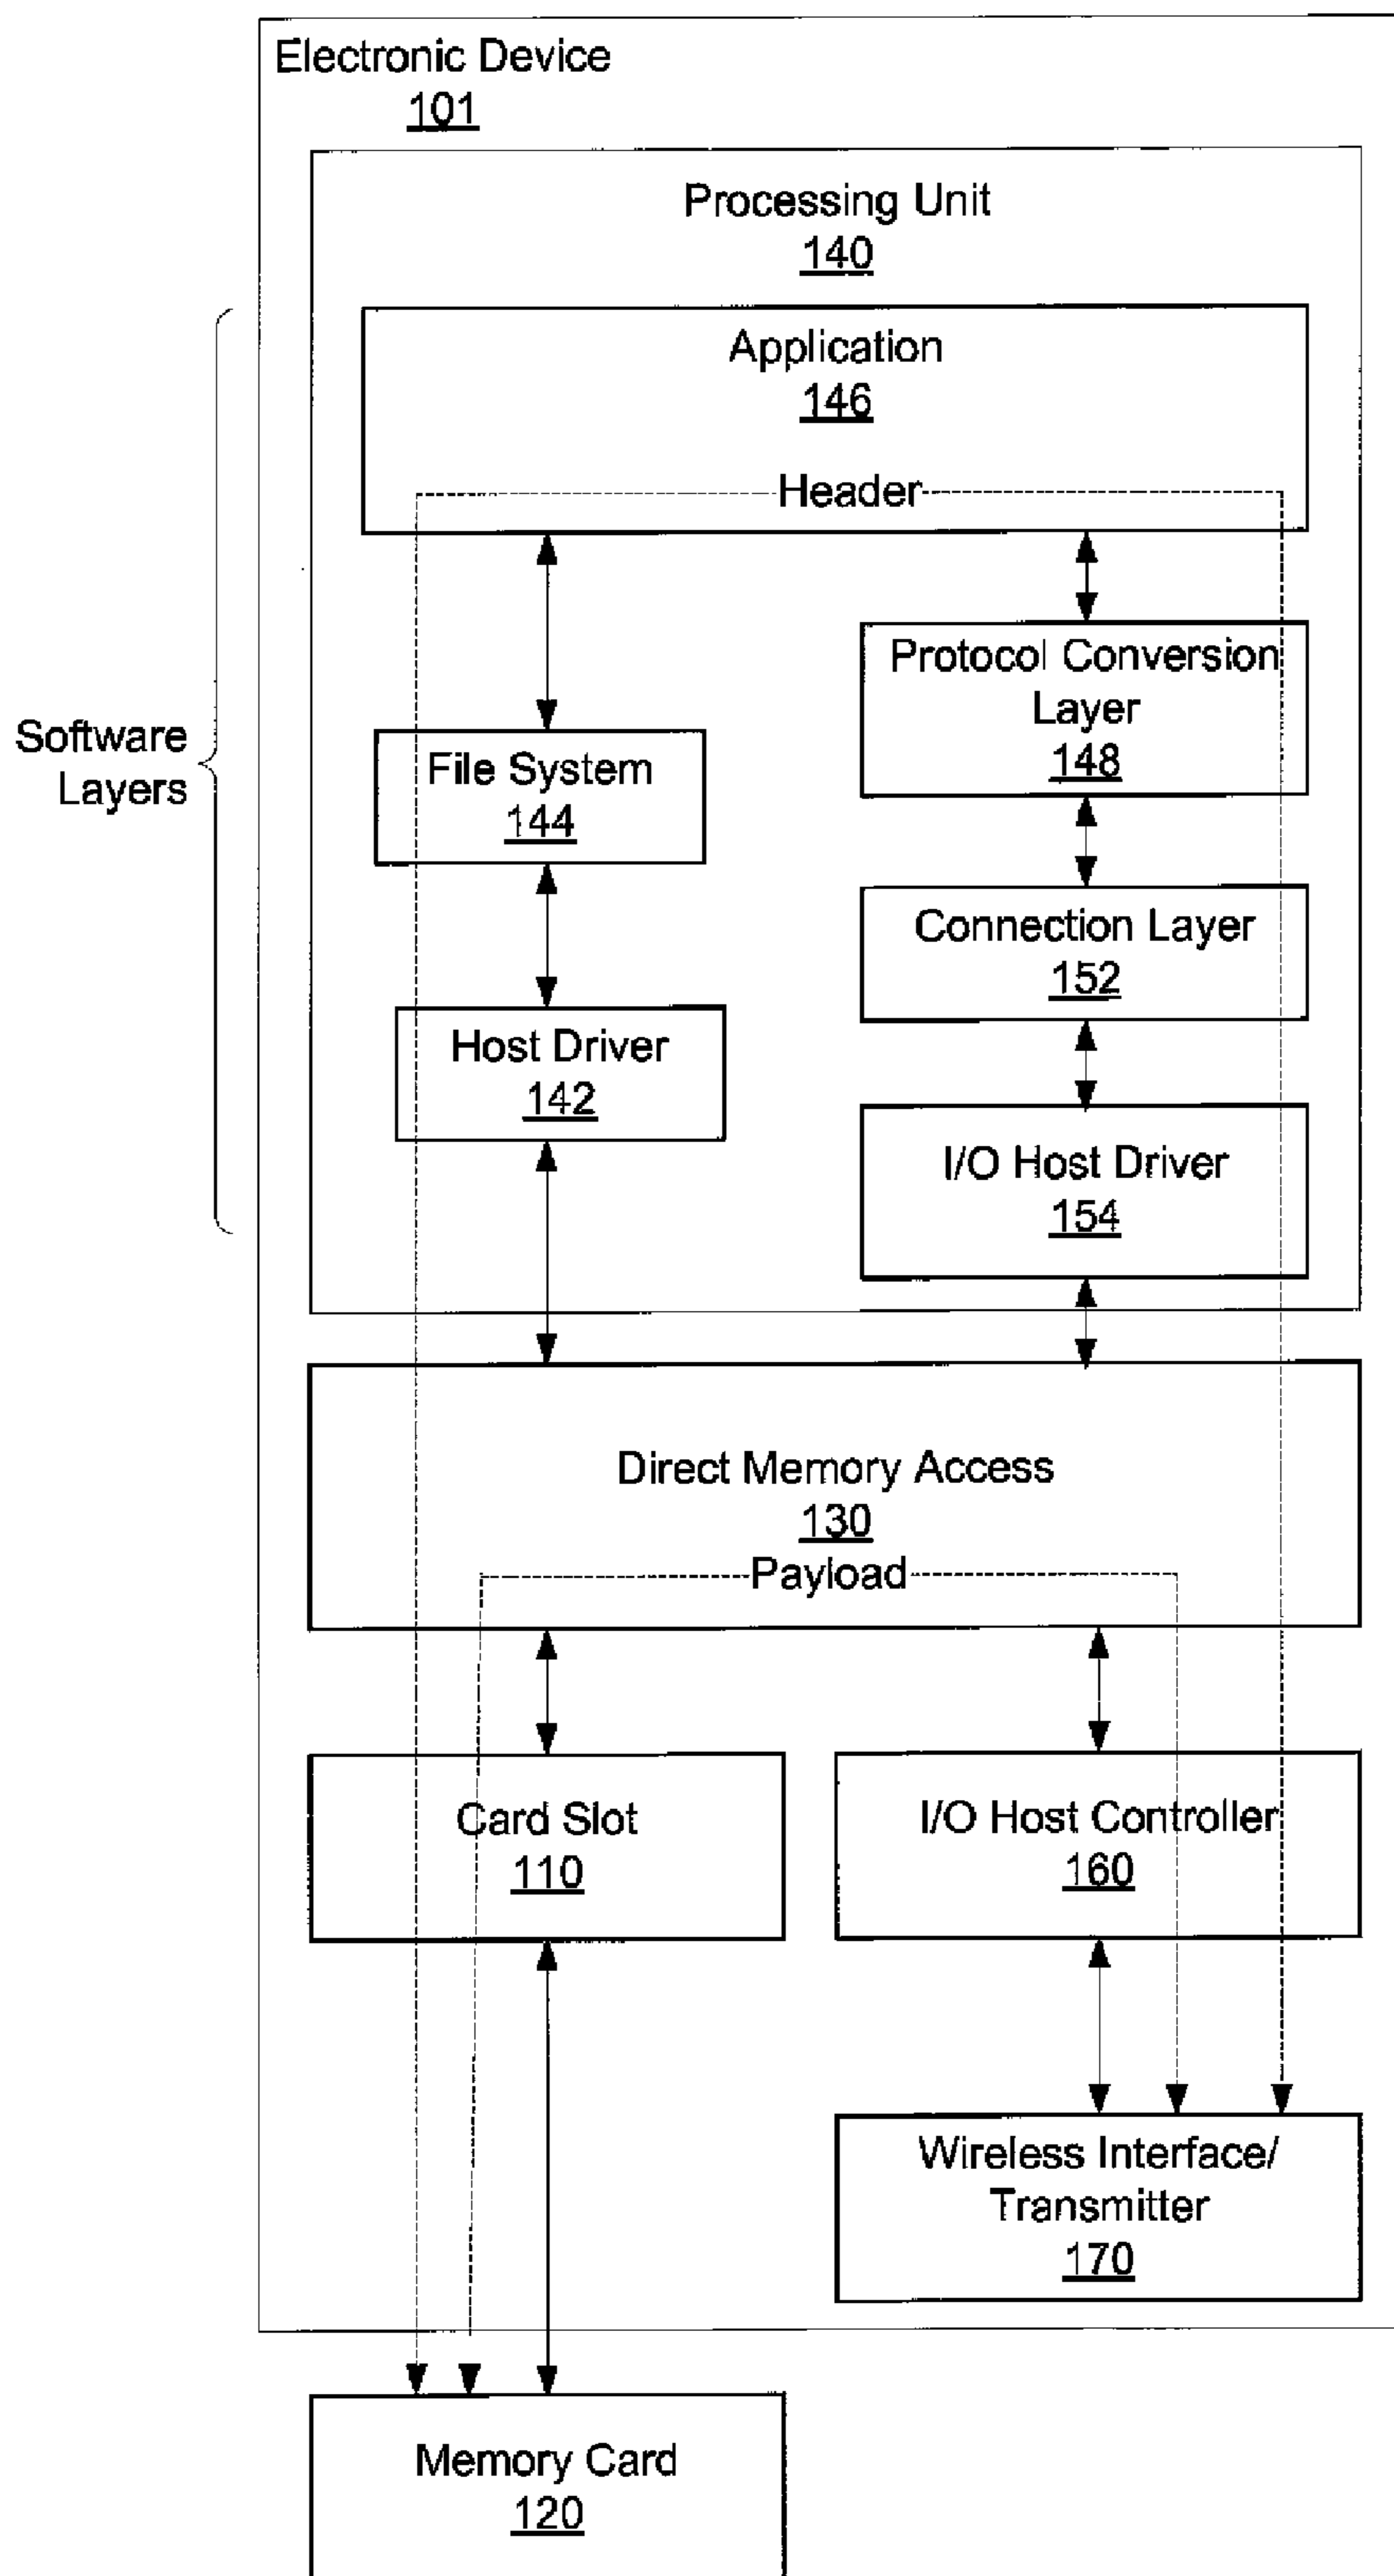 Electronic Device
101
Processing Unit
140
Application
146
Header
Software
Layers
File System
144
Host Driver
142
Protocol Conversion
Layer
148
Connection Layer
152
I/O Host Driver
154
Direct Memory Access
130
Payload
Card Slot
110
I/O Host Controller
160
Wireless Interface/
Transmitter
170
Memory Card
120